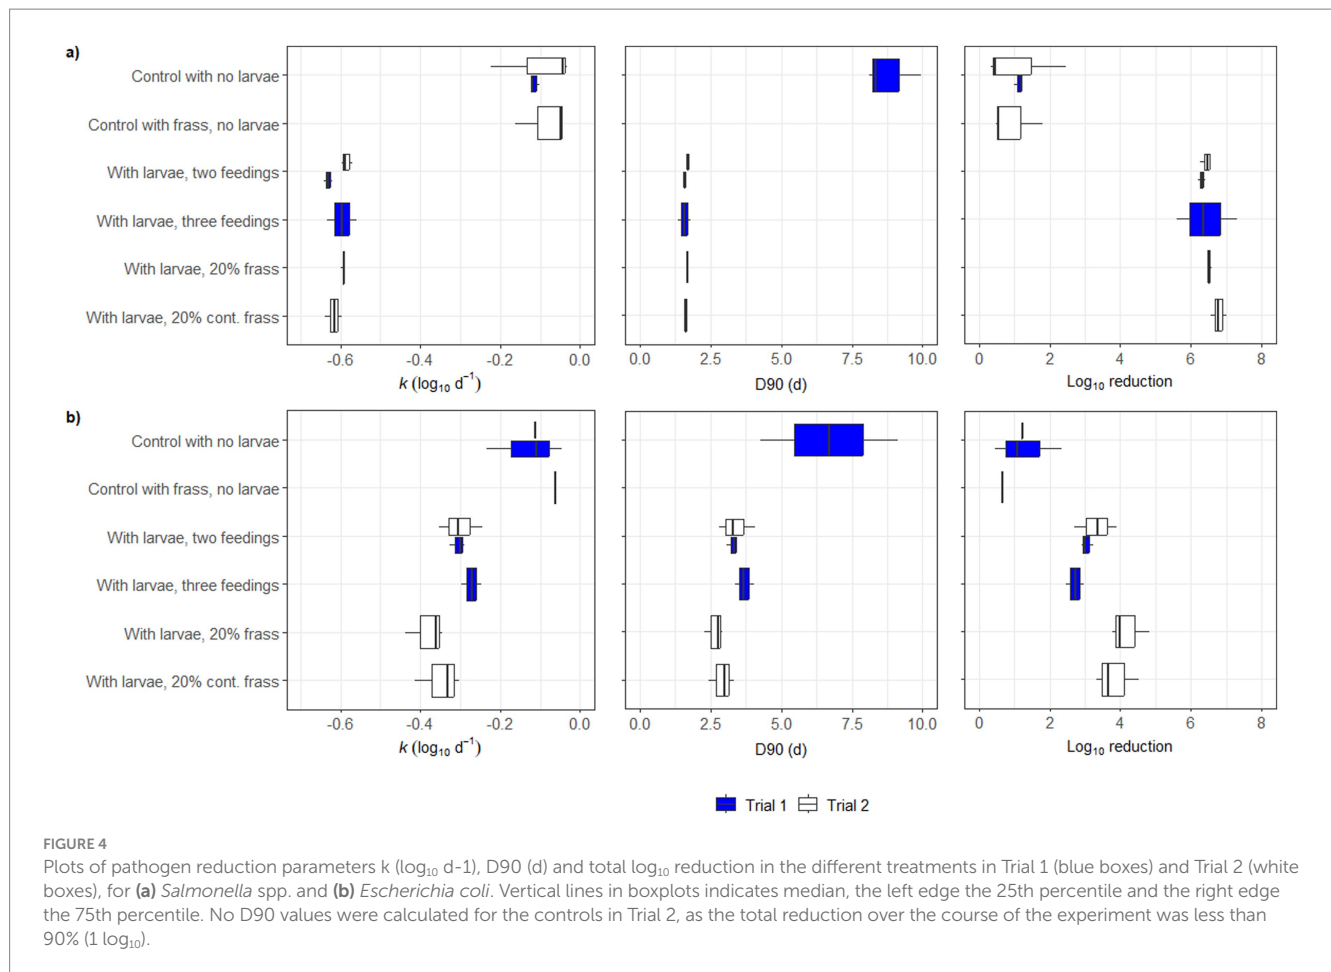 a)
Control with no larvae
Control with frass, no larvae
With larvae, two feedings
With larvae, three feedings
With larvae, 20% frass
With larvae, 20% cont. frass
-0.6 -0.4 -0.2 0.0
k (log₁₀ d⁻¹)
0.0 2.5 5.0 7.5 10.0
D90 (d)
0 2 4 6 8
Log₁₀ reduction
b)
Control with no larvae
Control with frass, no larvae
With larvae, two feedings
With larvae, three feedings
With larvae, 20% frass
With larvae, 20% cont. frass
-0.6 -0.4 -0.2 0.0
k (log₁₀ d⁻¹)
0.0 2.5 5.0 7.5 10.0
D90 (d)
0 2 4 6 8
Log₁₀ reduction
Trial 1 Trial 2
FIGURE 4
Plots of pathogen reduction parameters k (log₁₀ d-1), D90 (d) and total log₁₀ reduction in the different treatments in Trial 1 (blue boxes) and Trial 2 (white
boxes), for (a) Salmonella spp. and (b) Escherichia coli. Vertical lines in boxplots indicates median, the left edge the 25th percentile and the right edge
the 75th percentile. No D90 values were calculated for the controls in Trial 2, as the total reduction over the course of the experiment was less than
90% (1 log₁₀).